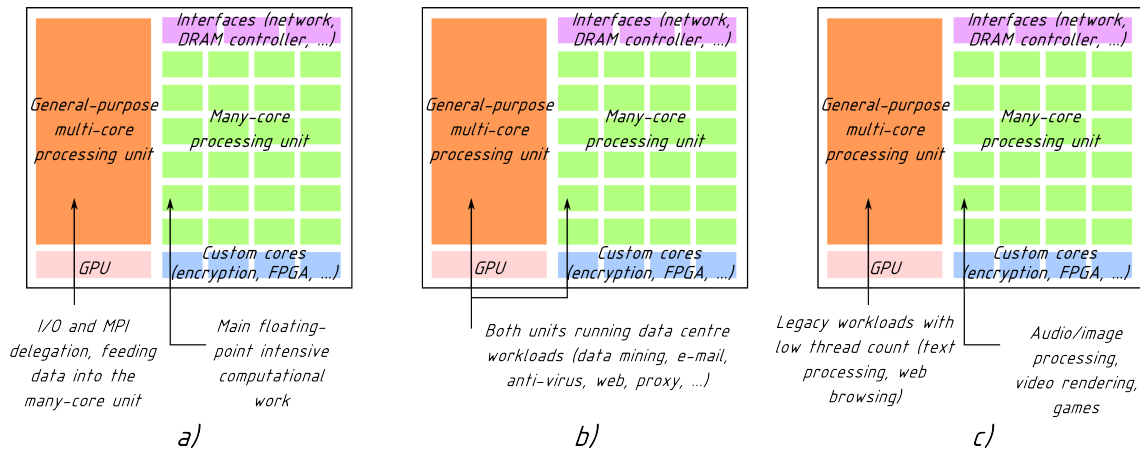 Interfaces (network,
DRAM controller, ...)
General-purpose
multi-core
processing unit
Many-core
processing unit
GPU
Custom cores
(encryption, FPGA, ...)
I/O and MPI
delegation, feeding
data into the
many-core unit
Main floating-
point intensive
computational
work
a)
Interfaces (network,
DRAM controller, ...)
General-purpose
multi-core
processing unit
Many-core
processing unit
GPU
Custom cores
(encryption, FPGA, ...)
Both units running data centre
workloads (data mining, e-mail,
anti-virus, web, proxy, ...)
b)
Interfaces (network,
DRAM controller, ...)
General-purpose
multi-core
processing unit
Many-core
processing unit
GPU
Custom cores
(encryption, FPGA, ...)
Legacy workloads with
low thread count (text
processing, web
browsing)
Audio/image
processing,
video rendering,
games
c)